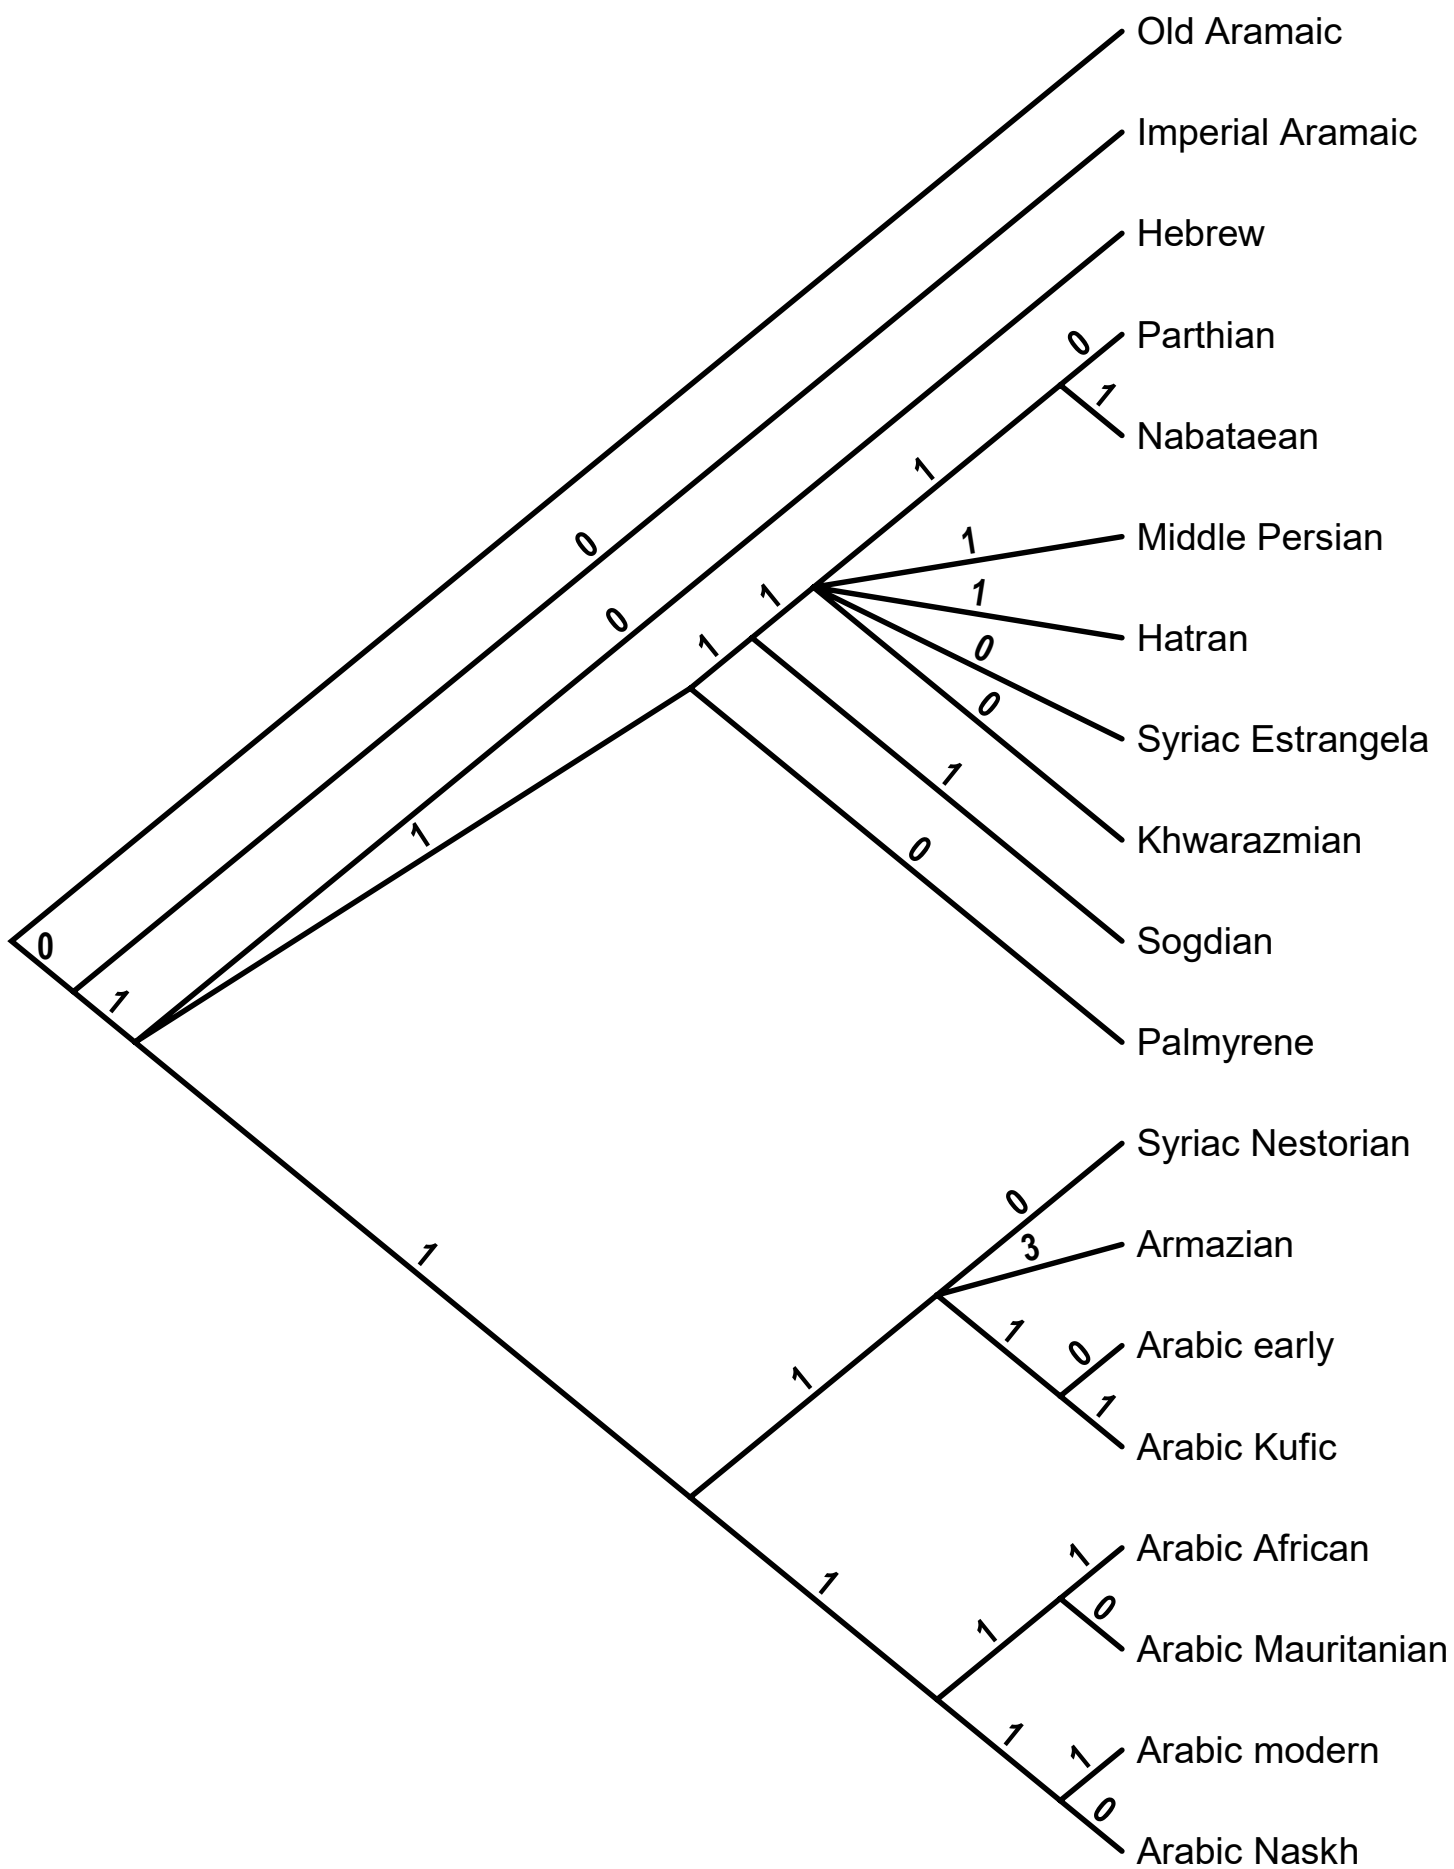 Old Aramaic
Imperial Aramaic
Hebrew
0
Parthian
1
Nabataean
1
1
Middle Persian
0
1
1
Hatran
0
1
0
Syriac Estrangela
0
1
1
Khwarazmian
0
0
Sogdian
1
Palmyrene
Syriac Nestorian
0
3
Armazian
1
1
0
Arabic early
1
1
Arabic Kufic
1
Arabic African
1
0
1
Arabic Mauritanian
1
1
Arabic modern
0
Arabic Naskh